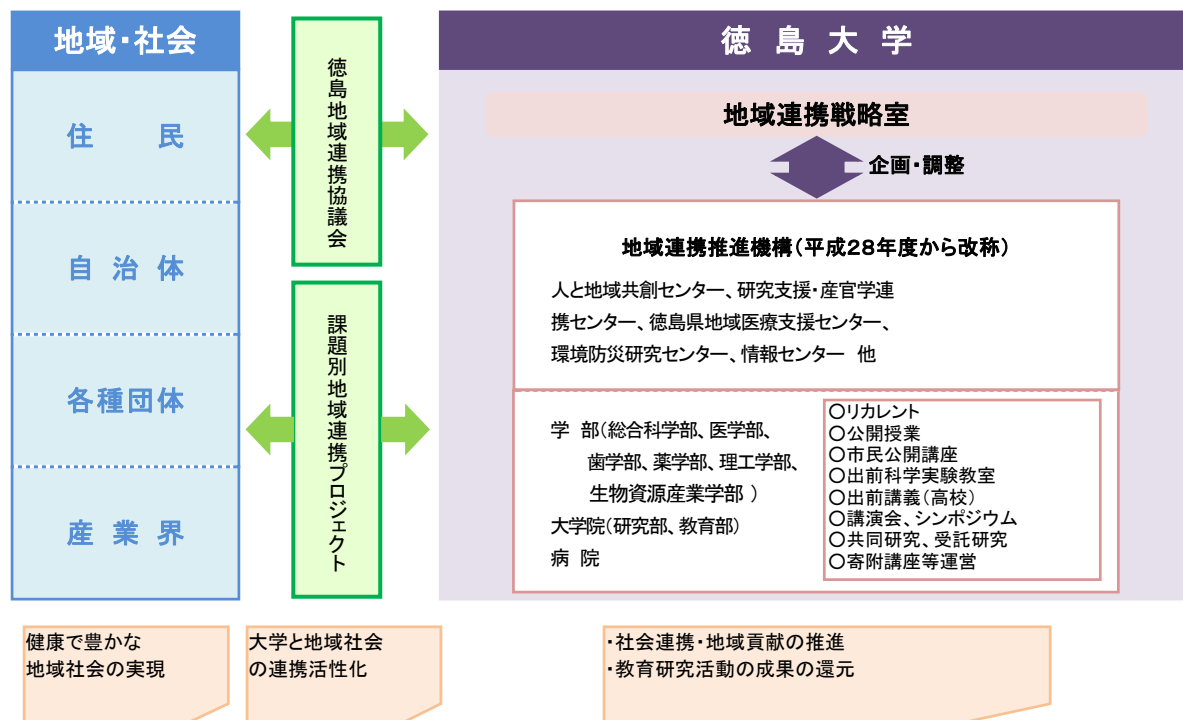 地域・社会
住 民
自 治 体
各種団体
産 業 界
徳島地域連携協議会
課題別地域連携プロジェクト
徳 島 大 学
地域連携戦略室
企画・調整
地域連携推進機構(平成28年度から改称)
人と地域共創センター、研究支援・産官学連
携センター、徳島県地域医療支援センター、
環境防災研究センター、情報センター 他
学 部(総合科学部、医学部、
歯学部、薬学部、理工学部、
生物資源産業学部 )
大学院(研究部、教育部)
病 院
○リカレント
○公開授業
○市民公開講座
○出前科学実験教室
○出前講義(高校)
○講演会、シンポジウム
○共同研究、受託研究
○寄附講座等運営
健康で豊かな
地域社会の実現
大学と地域社会
の連携活性化
・社会連携・地域貢献の推進
・教育研究活動の成果の還元